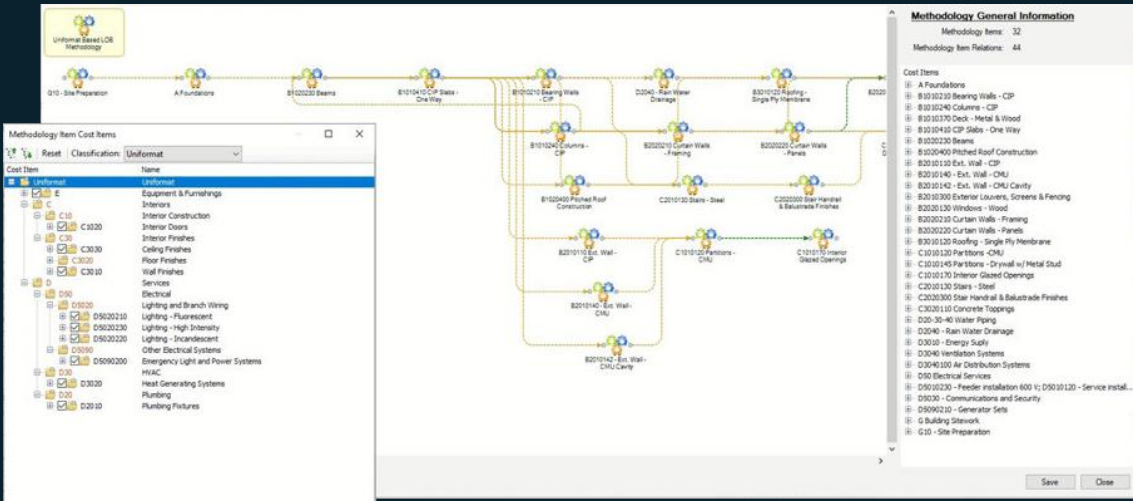 Uniformat Based LOB
Methodology
G10 - Site Preparation
A Foundations
B1020230 Beams
B1010410 CIP Slabs -
One Way
B1010210 Bearing Walls
- CIP
D2040 - Rain Water
Drainage
B3010120 Roofing -
Single Ply Membrane
B2020
B1010240 Columns -
CIP
B2020210 Curtain Walls
- Framing
B2020220 Curtain Walls
- Panels
C
D
B1020400 Pitched Roof
Construction
C2010130 Stairs - Steel
C2020300 Stair Handrail
& Balustrade Finishes
B2010110 Ext. Wall -
CIP
C1010120 Partitions -
CMU
C1010170 Interior
Glazed Openings
B2010140 - Ext. Wall -
CMU
B2010142 - Ext. Wall -
CMU Cavity
Methodology Item Cost Items
Reset Classification: Uniformat
Cost Item Name
Uniformat Uniformat
E Equipment & Furnishings
C Interiors
C10 Interior Construction
C1020 Interior Doors
C30 Interior Finishes
C3030 Ceiling Finishes
C3020 Floor Finishes
C3010 Wall Finishes
D Services
D50 Electrical
D5020 Lighting and Branch Wiring
D5020210 Lighting - Fluorescent
D5020230 Lighting - High Intensity
D5020220 Lighting - Incandescent
D5090 Other Electrical Systems
D5090200 Emergency Light and Power Systems
D30 HVAC
D3020 Heat Generating Systems
D20 Plumbing
D2010 Plumbing Fixtures
Methodology General Information
Methodology Items: 32
Methodology Item Relations: 44
Cost Items
A Foundations
B1010210 Bearing Walls - CIP
B1010240 Columns - CIP
B1010370 Deck - Metal & Wood
B1010410 CIP Slabs - One Way
B1020230 Beams
B1020400 Pitched Roof Construction
B2010110 Ext. Wall - CIP
B2010140 - Ext. Wall - CMU
B2010142 - Ext. Wall - CMU Cavity
B2010300 Exterior Louvers, Screens & Fencing
B2020130 Windows - Wood
B2020210 Curtain Walls - Framing
B2020220 Curtain Walls - Panels
B3010120 Roofing - Single Ply Membrane
C1010120 Partitions -CMU
C1010145 Partitions - Drywall w/ Metal Stud
C1010170 Interior Glazed Openings
C2010130 Stairs - Steel
C2020300 Stair Handrail & Balustrade Finishes
C3020110 Concrete Toppings
D20-30-40 Water Piping
D2040 - Rain Water Drainage
D3010 - Energy Suply
D3040 Ventilation Systems
D3040100 Air Distribution Systems
D50 Electrical Services
D5010230 - Feeder installation 600 V; D5010120 - Service install...
D5030 - Communications and Security
D5090210 - Generator Sets
G Building Sitework
G10 - Site Preparation
Save Close